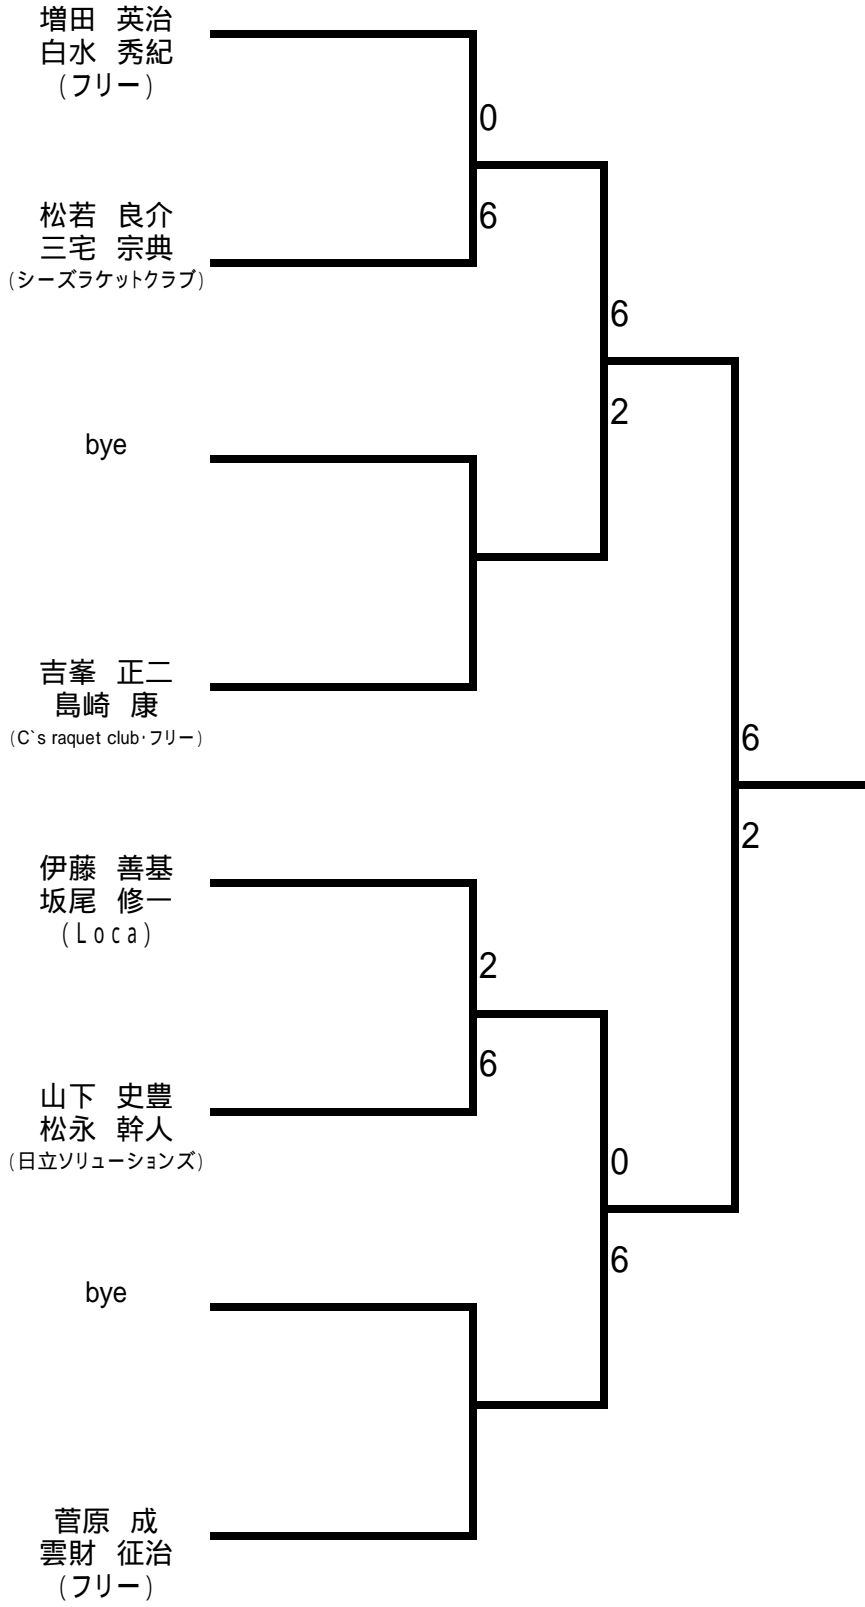 増田 英治
白水 秀紀
(フリー)
0
6
松若 良介
三宅 宗典
(シーズラケットクラブ)
6
2
bye
吉峯 正二
島崎 康
(C`s raquet club･フリー)
6
2
伊藤 善基
坂尾 修一
(Loca)
2
6
山下 史豊
松永 幹人
(日立ソリューションズ)
0
6
bye
菅原 成
雲財 征治
(フリー)